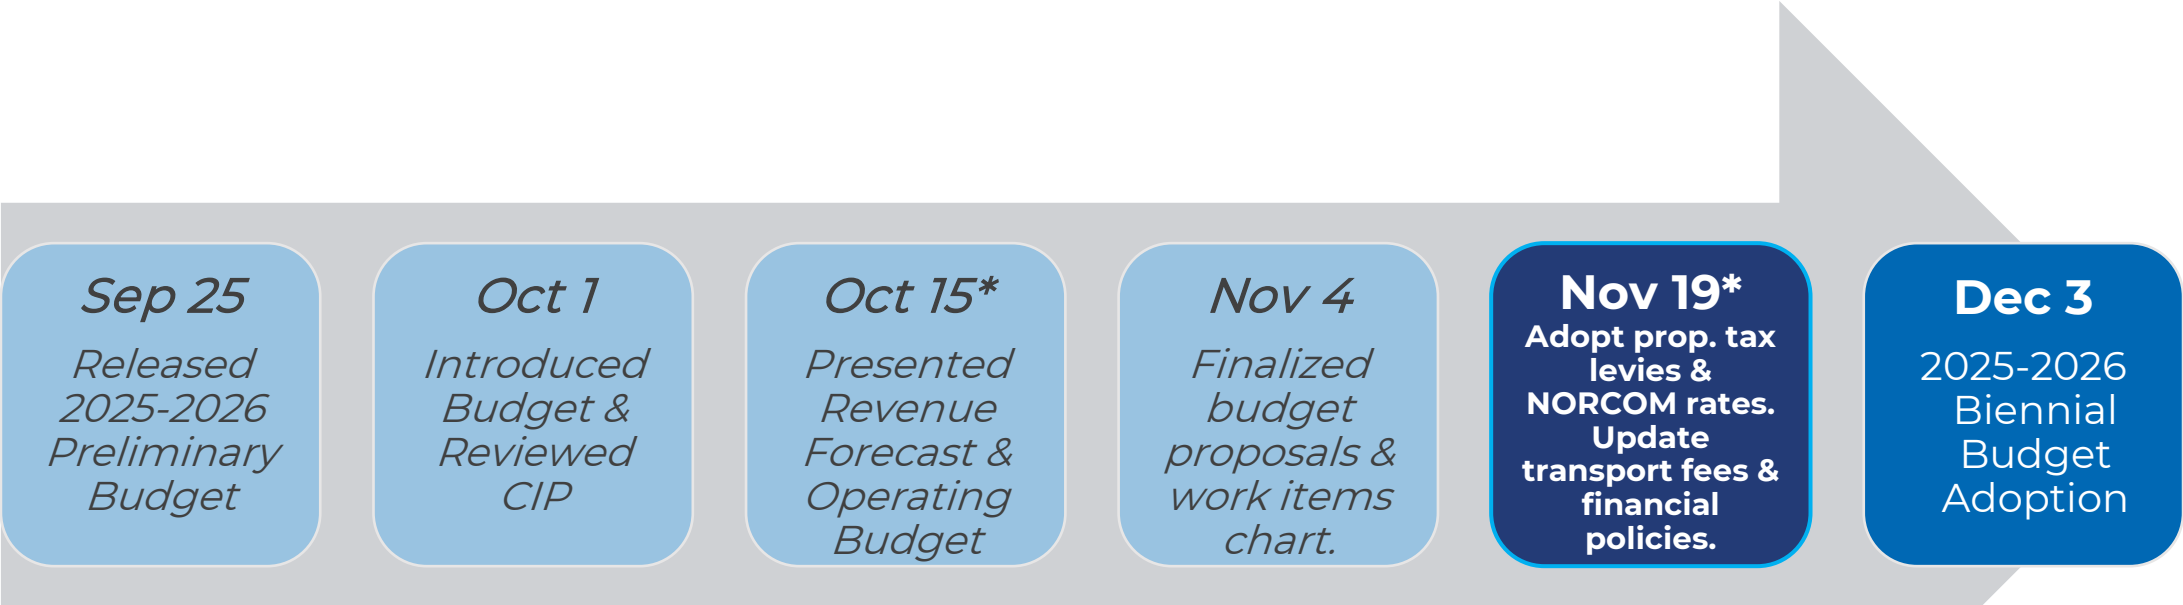 Sep 25
Released
2025-2026
Preliminary
Budget
Oct 1
Introduced
Budget &
Reviewed
CIP
Oct 15*
Presented
Revenue
Forecast &
Operating
Budget
Nov 4
Finalized
budget
proposals &
work items
chart.
Nov 19*
Adopt prop. tax
levies &
NORCOM rates.
Update
transport fees &
financial
policies.
Dec 3
2025-2026
Biennial
Budget
Adoption